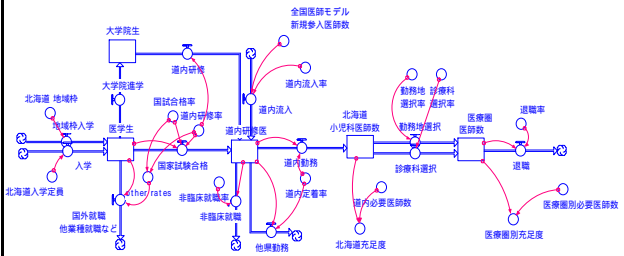 全国医師モデル
新規参入医師数
大学院生
道内研修
道内流入率
大学院進学
北海道 地域枠
国試合格率
道内研修率
道内流入
勤務地
選択率
診療科
選択率
地域枠入学
医学生
道内研修医
北海道
小児科医師数
勤務地選択
医療圏
医師数
退職率
入学
国家試験合格
道内勤務
診療科選択
退職
北海道入学定員
other rates
非臨床就職率
道内定着率
道内必要医師数
医療圏別必要医師数
国外就職
他業種就職など
非臨床就職
他県勤務
北海道充足度
医療圏別充足度